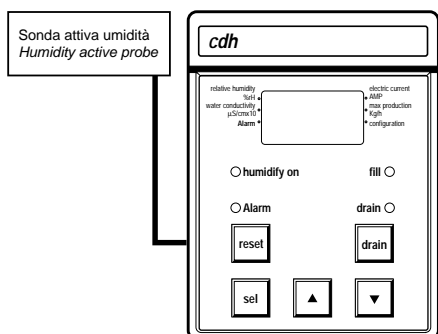 Sonda attiva umidità
Humidity active probe
cdh
relative humidity
%rH
water conductivity
µS/cmx10
Alarm
electric current
AMP
max production
Kg/h
configuration
humidify on
fill
Alarm
drain
reset
drain
sel
▲
▼